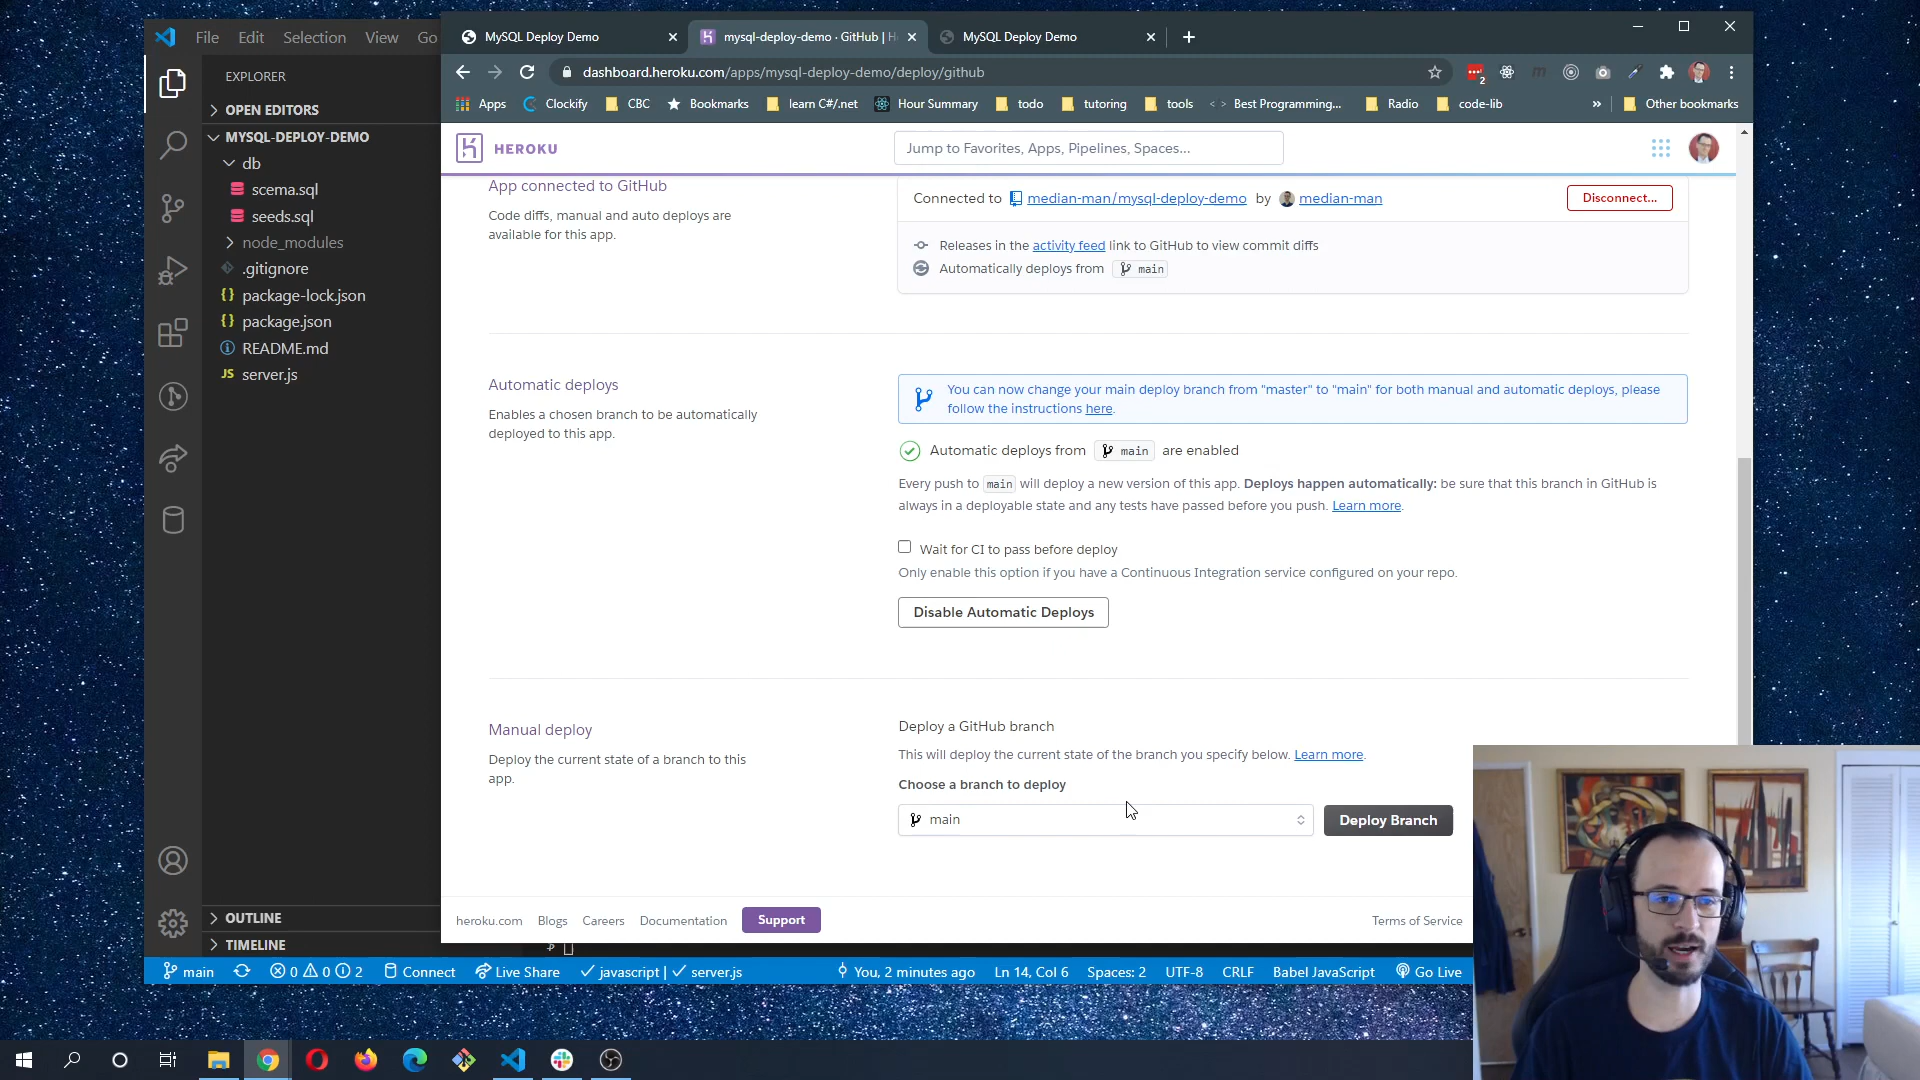 File Edit Selection View Go
MySQL Deploy Demo
mysql-deploy-demo · GitHub | H
MySQL Deploy Demo
dashboard.heroku.com/apps/mysql-deploy-demo/deploy/github
2
Apps Clockify CBC Bookmarks learn C#/.net Hour Summary todo tutoring tools Best Programming... Radio code-lib » Other bookmarks
EXPLORER
OPEN EDITORS
MYSQL-DEPLOY-DEMO
db
scema.sql
seeds.sql
node_modules
.gitignore
package-lock.json
package.json
README.md
JS server.js
OUTLINE
TIMELINE
HEROKU
Jump to Favorites, Apps, Pipelines, Spaces...
App connected to GitHub
Code diffs, manual and auto deploys are
available for this app.
Connected to median-man/mysql-deploy-demo by median-man
Disconnect...
Releases in the activity feed link to GitHub to view commit diffs
Automatically deploys from main
Automatic deploys
Enables a chosen branch to be automatically
deployed to this app.
You can now change your main deploy branch from "master" to "main" for both manual and automatic deploys, please
follow the instructions here.
Automatic deploys from main are enabled
Every push to main will deploy a new version of this app. Deploys happen automatically: be sure that this branch in GitHub is
always in a deployable state and any tests have passed before you push. Learn more.
Wait for CI to pass before deploy
Only enable this option if you have a Continuous Integration service configured on your repo.
Disable Automatic Deploys
Manual deploy
Deploy the current state of a branch to this
app.
Deploy a GitHub branch
This will deploy the current state of the branch you specify below. Learn more.
Choose a branch to deploy
main
Deploy Branch
heroku.com Blogs Careers Documentation Support
Terms of Service
main 0 0 2 Connect Live Share javascript | server.js You, 2 minutes ago Ln 14, Col 6 Spaces: 2 UTF-8 CRLF Babel JavaScript Go Live